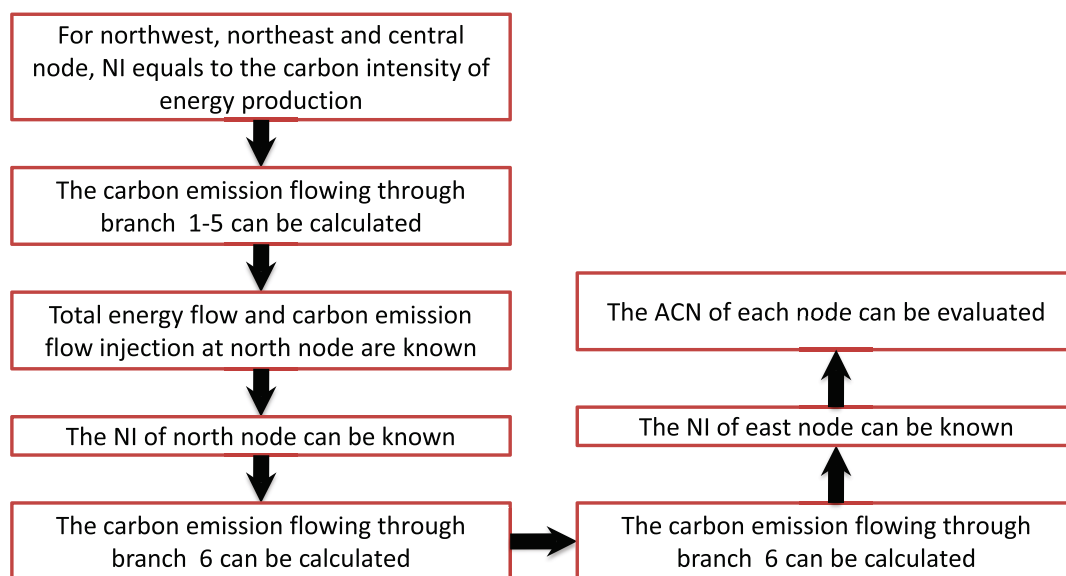 For northwest, northeast and central
node, NI equals to the carbon intensity of
energy production
The carbon emission flowing through
branch  1-5 can be calculated
Total energy flow and carbon emission
flow injection at north node are known
The NI of north node can be known
The carbon emission flowing through
branch  6 can be calculated
The carbon emission flowing through
branch  6 can be calculated
The NI of east node can be known
The ACN of each node can be evaluated